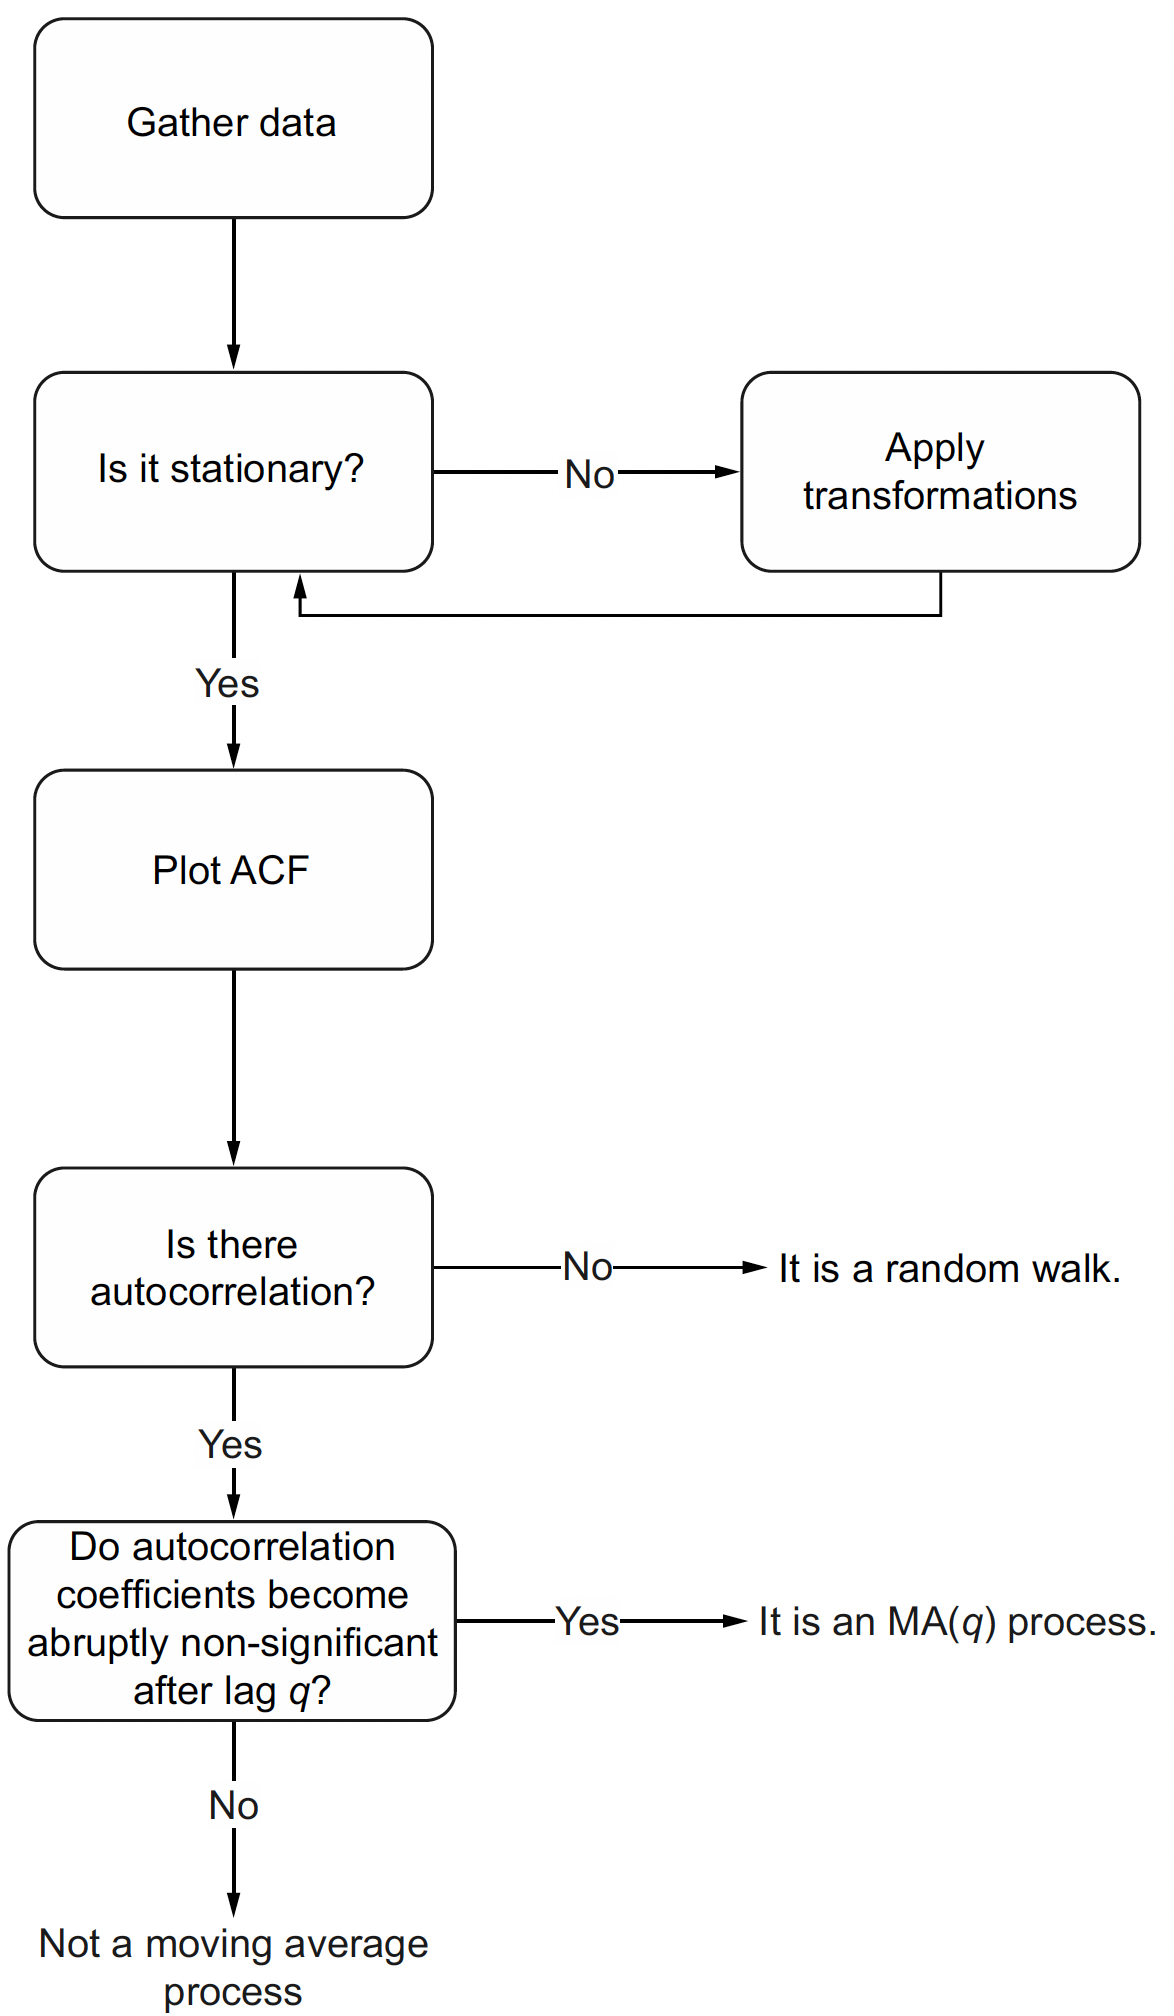 Gather data
Is it stationary?
No
Apply
transformations
Yes
Plot ACF
Is there
autocorrelation?
No
It is a random walk.
Yes
Do autocorrelation
coefficients become
abruptly non-significant
after lag q?
Yes
It is an MA(q) process.
No
Not a moving average
process